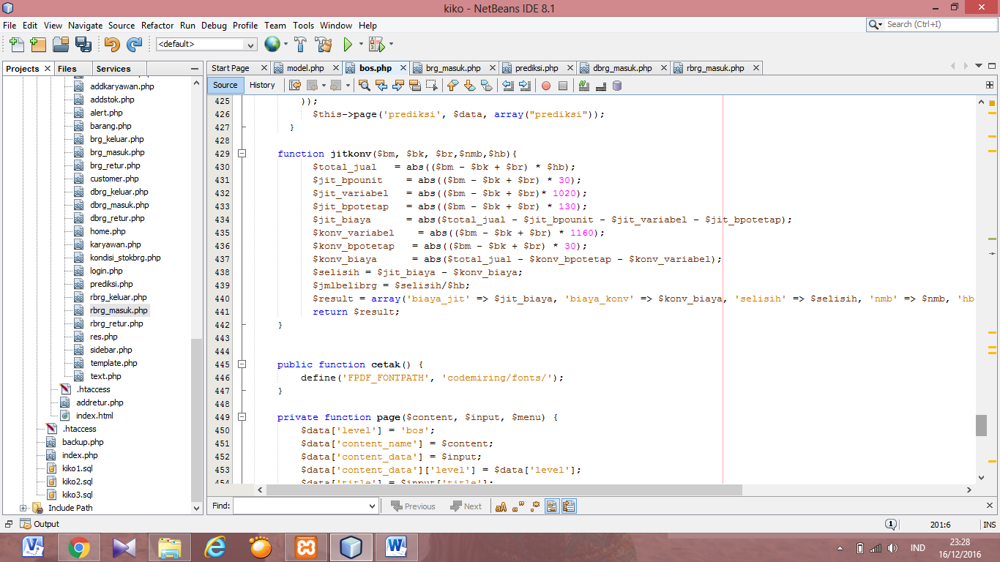 kiko - NetBeans IDE 8.1
File Edit View Navigate Source Refactor Run Debug Profile Team Tools Window Help
Search (Ctrl+I)
<default>
Projects Files Services
addkaryawan.php
addstok.php
alert.php
barang.php
brg_keluar.php
brg_masuk.php
brg_retur.php
customer.php
dbrg_keluar.php
dbrg_masuk.php
dbrg_retur.php
home.php
karyawan.php
kondisi_stokbrg.php
login.php
prediksi.php
rbrg_keluar.php
rbrg_masuk.php
rbrg_retur.php
res.php
sidebar.php
template.php
text.php
.htaccess
addretur.php
index.html
.htaccess
backup.php
index.php
kiko1.sql
kiko2.sql
kiko3.sql
Include Path
Start Page model.php bos.php brg_masuk.php prediksi.php dbrg_masuk.php rbrg_masuk.php
Source History
425 ));
426 $this->page('prediksi', $data, array("prediksi"));
427 }
428
429 function jitkonv($bm, $bk, $br,$nmb,$hb){
430 $total_jual = abs(($bm - $bk + $br) * $hb);
431 $jit_bpounit = abs(($bm - $bk + $br) * 30);
432 $jit_variabel = abs(($bm - $bk + $br)* 1020);
433 $jit_bpotetap = abs(($bm - $bk + $br) * 130);
434 $jit_biaya = abs($total_jual - $jit_bpounit - $jit_variabel - $jit_bpotetap);
435 $konv_variabel = abs(($bm - $bk + $br) * 1160);
436 $konv_bpotetap = abs(($bm - $bk + $br) * 30);
437 $konv_biaya = abs($total_jual - $konv_bpotetap - $konv_variabel);
438 $selisih = $jit_biaya - $konv_biaya;
439 $jmlbelibrg = $selisih/$hb;
440 $result = array('biaya_jit' => $jit_biaya, 'biaya_konv' => $konv_biaya, 'selisih' => $selisih, 'nmb' => $nmb, 'hb
441 return $result;
442 }
443
444
445 public function cetak() {
446 define('FPDF_FONTPATH', 'codemiring/fonts/');
447 }
448
449 private function page($content, $input, $menu) {
450 $data['level'] = 'bos';
451 $data['content_name'] = $content;
452 $data['content_data'] = $input;
453 $data['content_data']['level'] = $data['level'];
454 $data['title'] = $input['title'];
Find: Previous Next
Output
1 201:6 INS
IND
23:28
16/12/2016